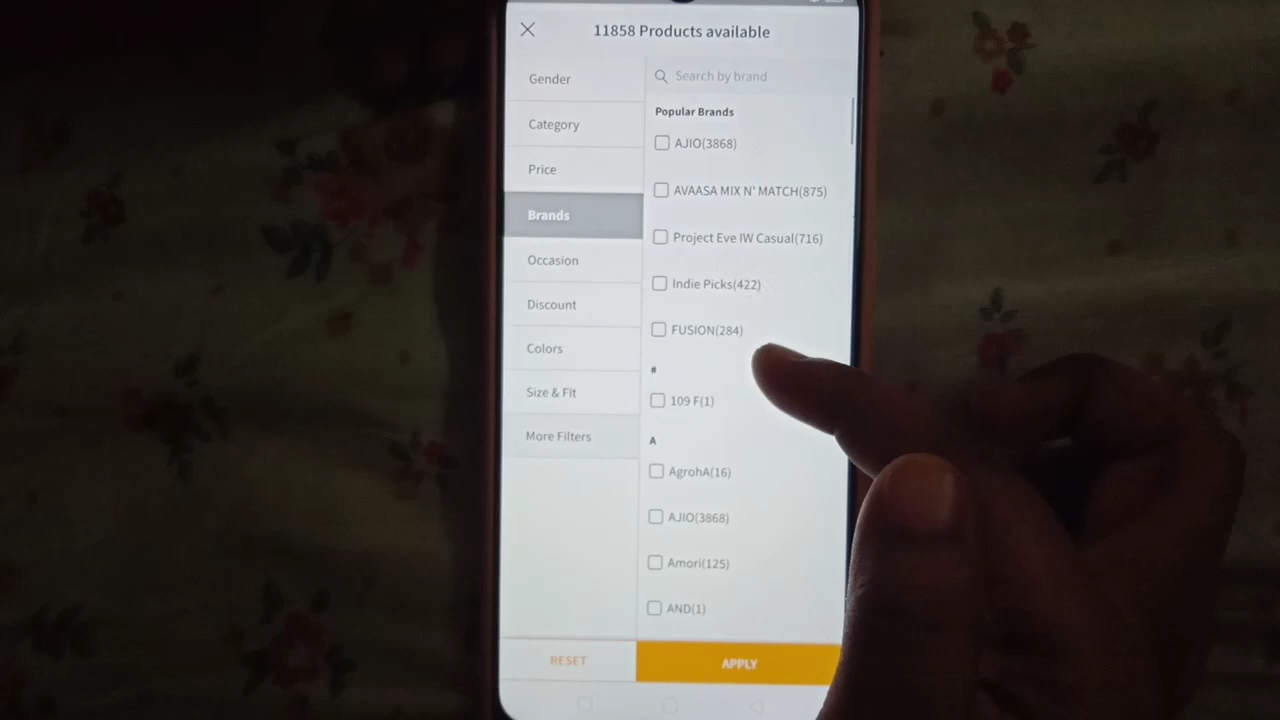 11858 Products available
Gender
Category
Price
Brands
Occasion
Discount
Colors
Size & Fit
More Filters
Search by brand
Popular Brands
AJIO(3868)
AVAASA MIX N' MATCH(875)
Project Eve IW Casual(716)
Indie Picks(422)
FUSION(284)
#
109 F(1)
A
AgrohA(16)
AJIO(3868)
Amori(125)
AND(1)
RESET
APPLY